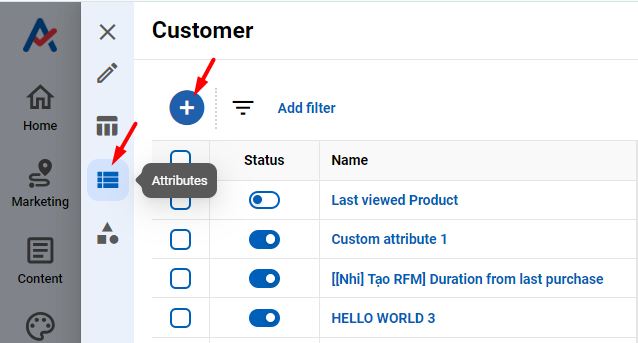 Customer
Home
Marketing
Content
Attributes
Add filter
Status Name
Last viewed Product
Custom attribute 1
[[Nhi] Tạo RFM] Duration from last purchase
HELLO WORLD 3